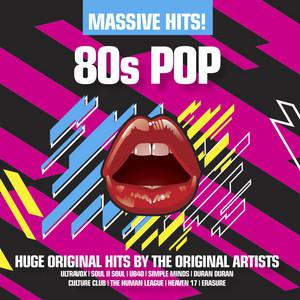 MASSIVE HITS!
80s POP
HUGE ORIGINAL HITS BY THE ORIGINAL ARTISTS
ULTRAVOX | SOUL II SOUL | UB40 | SIMPLE MINDS | DURAN DURAN
CULTURE CLUB | THE HUMAN LEAGUE | HEAVEN 17 | ERASURE